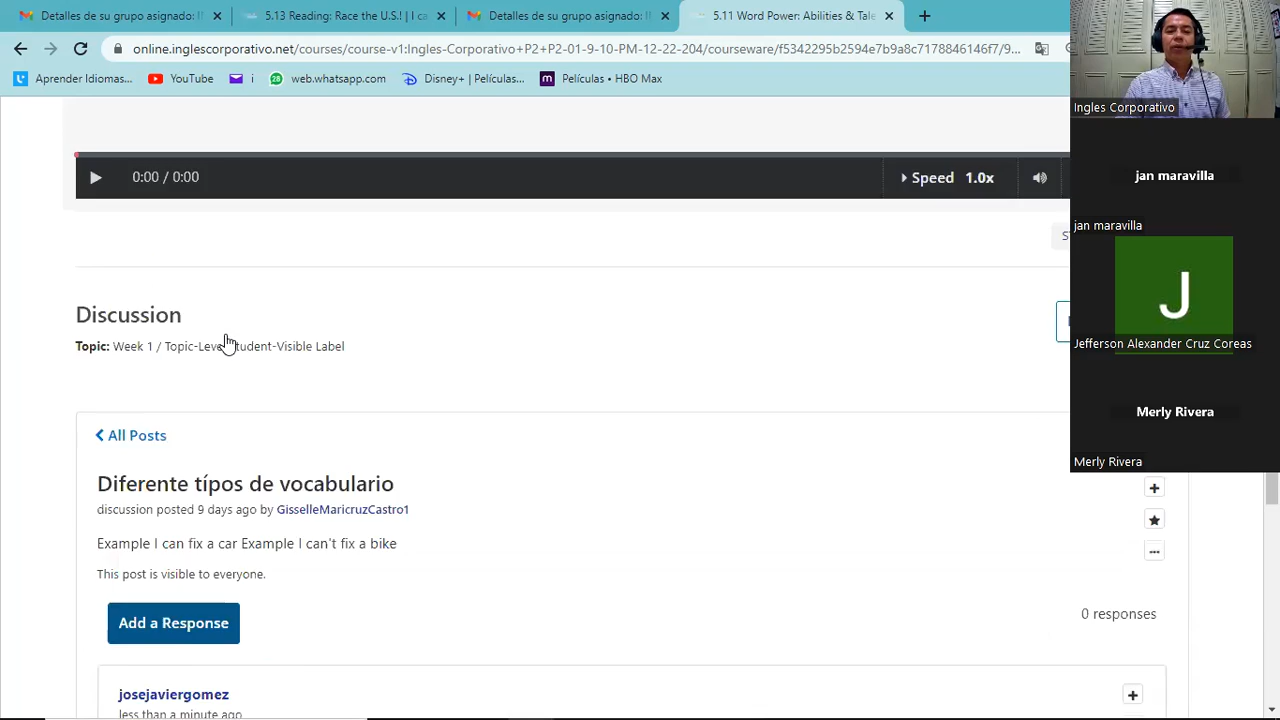 Detalles de su grupo asignado: I
5.13 Reading: Race the U.S.! | I ca
Detalles de su grupo asignado: I
5.11 Word Power: Abilities & Tale
online.inglescorporativo.net/courses/course-v1:Ingles-Corporativo+P2+P2-01-9-10-PM-12-22-204/courseware/f5342295b2594e7b9a8517 8846146f7/9...
Aprender Idiomas...
YouTube
i
28
web.whatsapp.com
Disney+ | Películas...
Películas • HBO Max
Ingles Corporativo
jan maravilla
jan maravilla
0:00 / 0:00
Speed 1.0x
J
Jefferson Alexander Cruz Coreas
Discussion
Topic: Week 1 / Topic-Level Student-Visible Label
Merly Rivera
Merly Rivera
All Posts
Diferente típos de vocabulario
discussion posted 9 days ago by GisselleMaricruzCastro1
Example I can fix a car Example I can't fix a bike
This post is visible to everyone.
Add a Response
0 responses
josejaviergomez
less than a minute ago